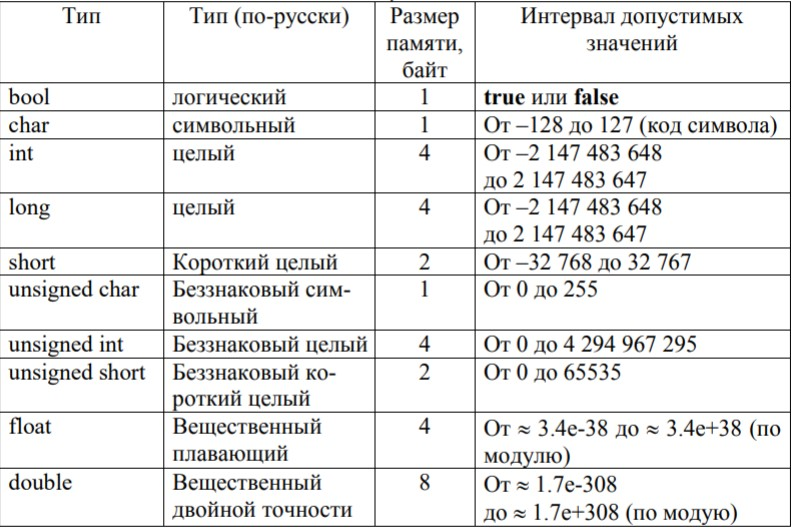 Тип Тип (по-русски) Размер памяти, байт Интервал допустимых значений
bool логический 1 true или false
char символьный 1 От –128 до 127 (код символа)
int целый 4 От –2 147 483 648
до 2 147 483 647
long целый 4 От –2 147 483 648
до 2 147 483 647
short Короткий целый 2 От –32 768 до 32 767
unsigned char Беззнаковый сим- 1 От 0 до 255
вольный
unsigned int Беззнаковый целый 4 От 0 до 4 294 967 295
unsigned short Беззнаковый ко- 2 От 0 до 65535
роткий целый
float Вещественный 4 От ≈ 3.4e-38 до ≈ 3.4e+38 (по
плавающий модулю)
double Вещественный 8 От ≈ 1.7e-308
двойной точности до ≈ 1.7e+308 (по модую)